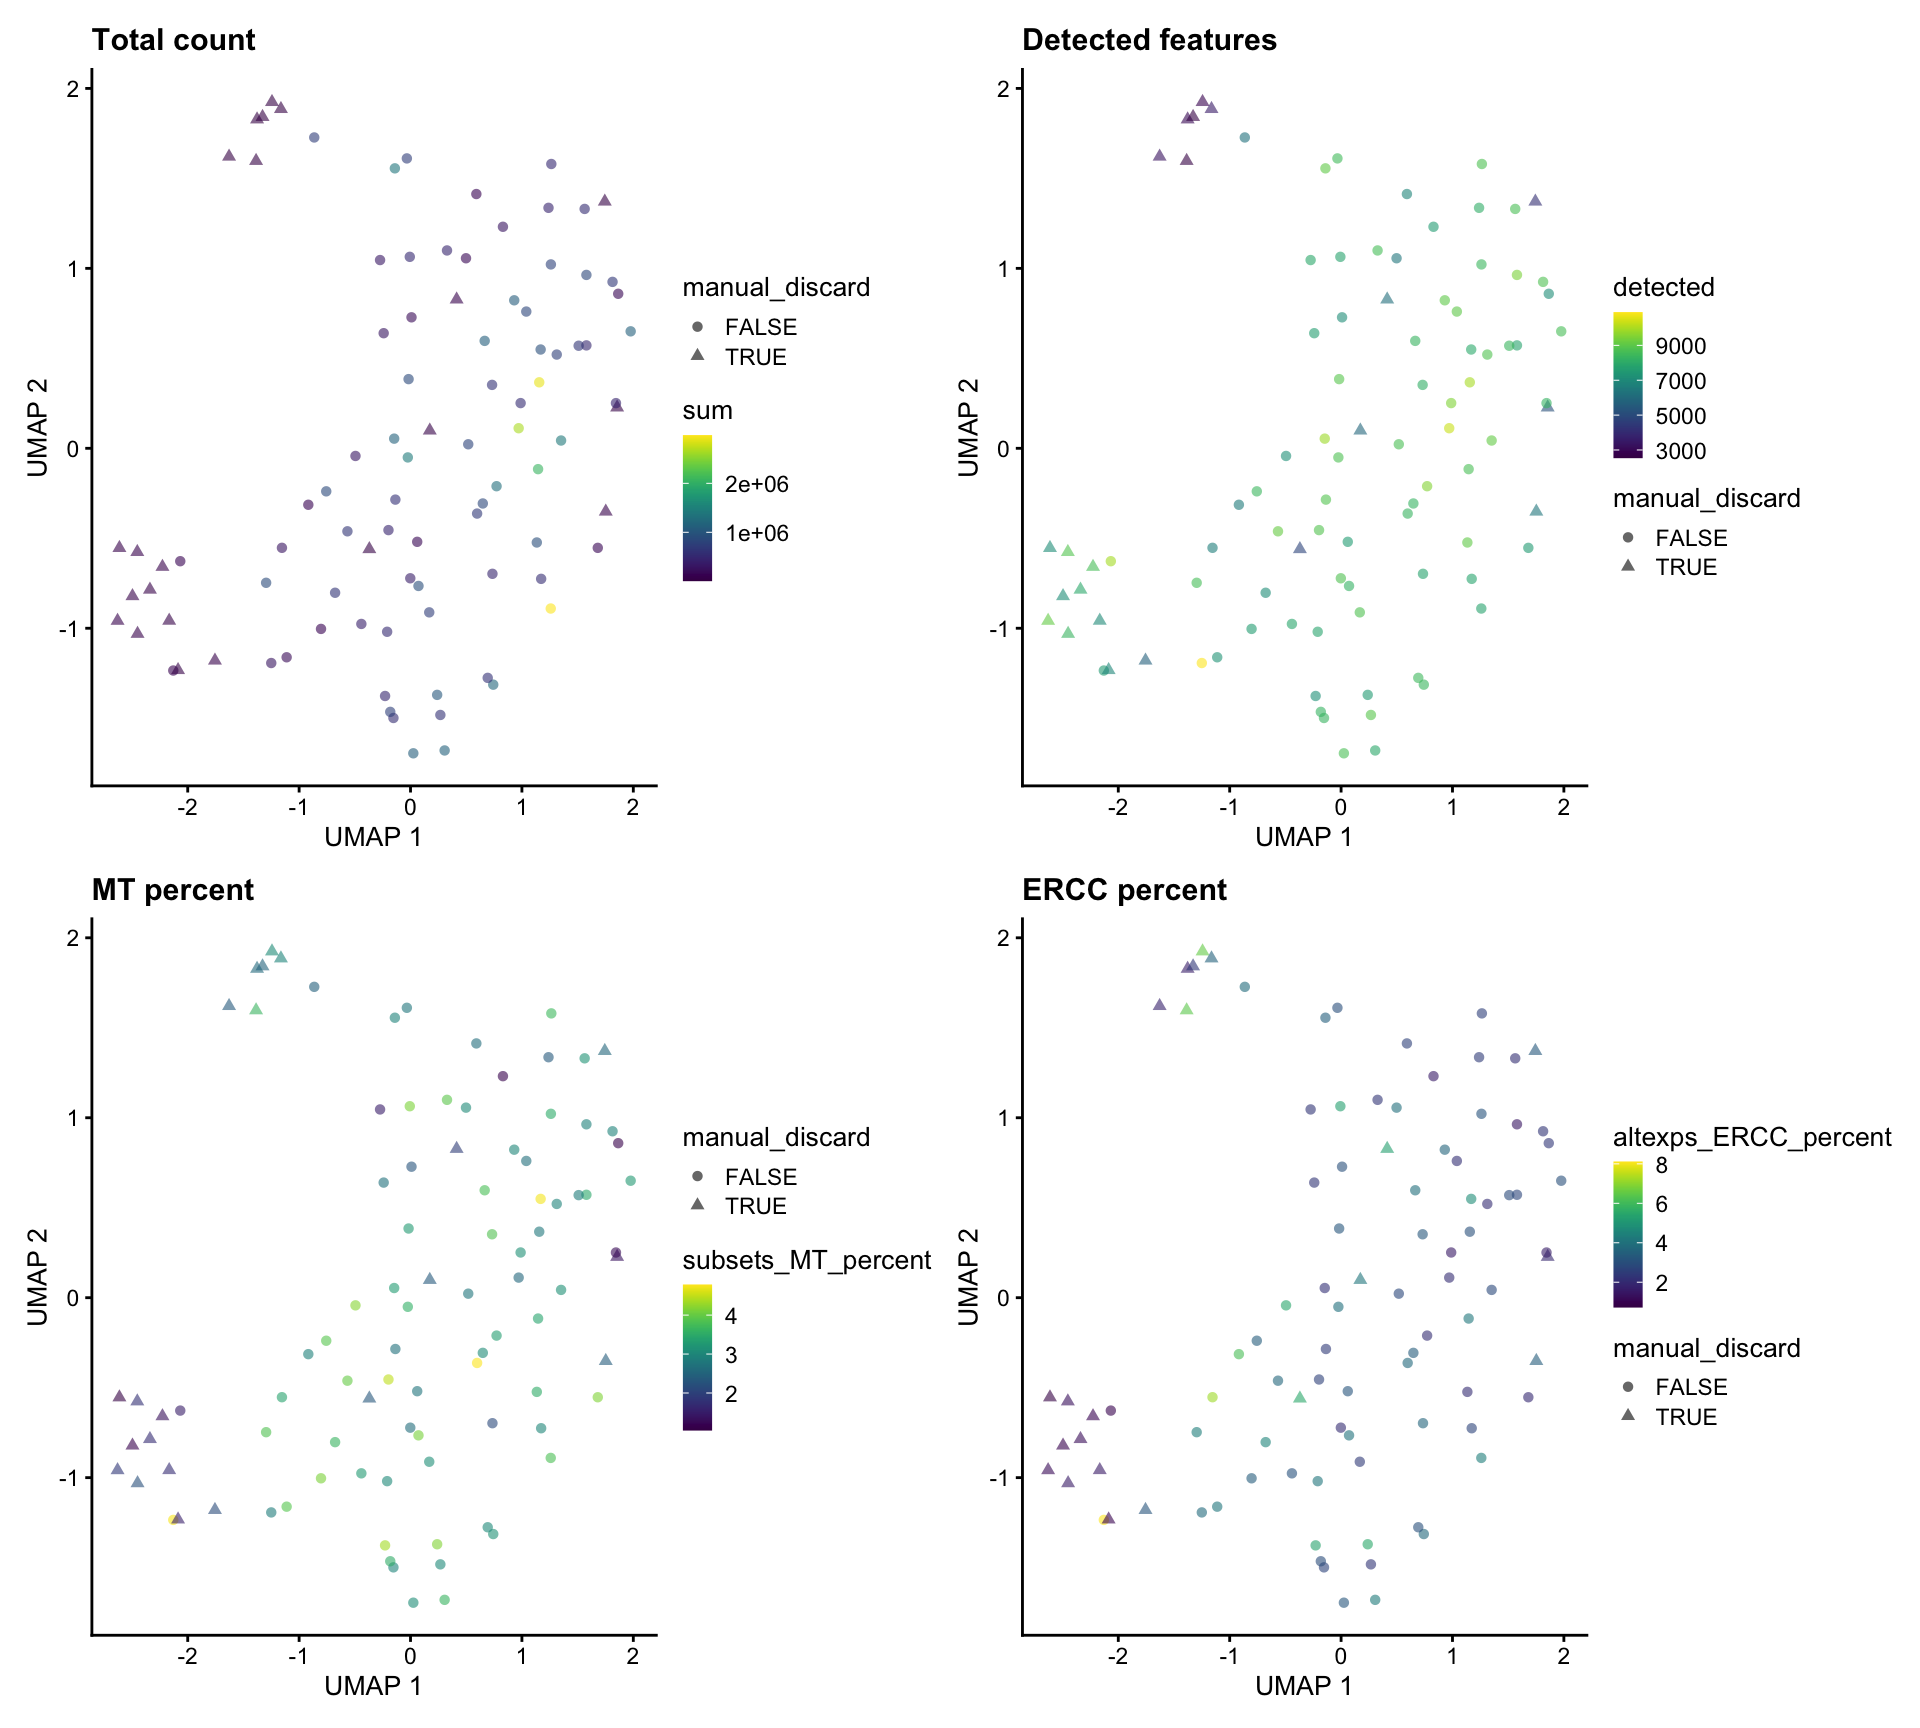 Total count
2
1
0
-1
-2
-1
0
1
2
UMAP 1
UMAP 2
manual_discard
FALSE
TRUE
sum
2e+06
1e+06
Detected features
2
1
0
-1
-2
-1
0
1
2
UMAP 1
UMAP 2
detected
9000
7000
5000
3000
manual_discard
FALSE
TRUE
MT percent
2
1
0
-1
-2
-1
0
1
2
UMAP 1
UMAP 2
manual_discard
FALSE
TRUE
subsets_MT_percent
4
3
2
ERCC percent
2
1
0
-1
-2
-1
0
1
2
UMAP 1
UMAP 2
altexps_ERCC_percent
8
6
4
2
manual_discard
FALSE
TRUE